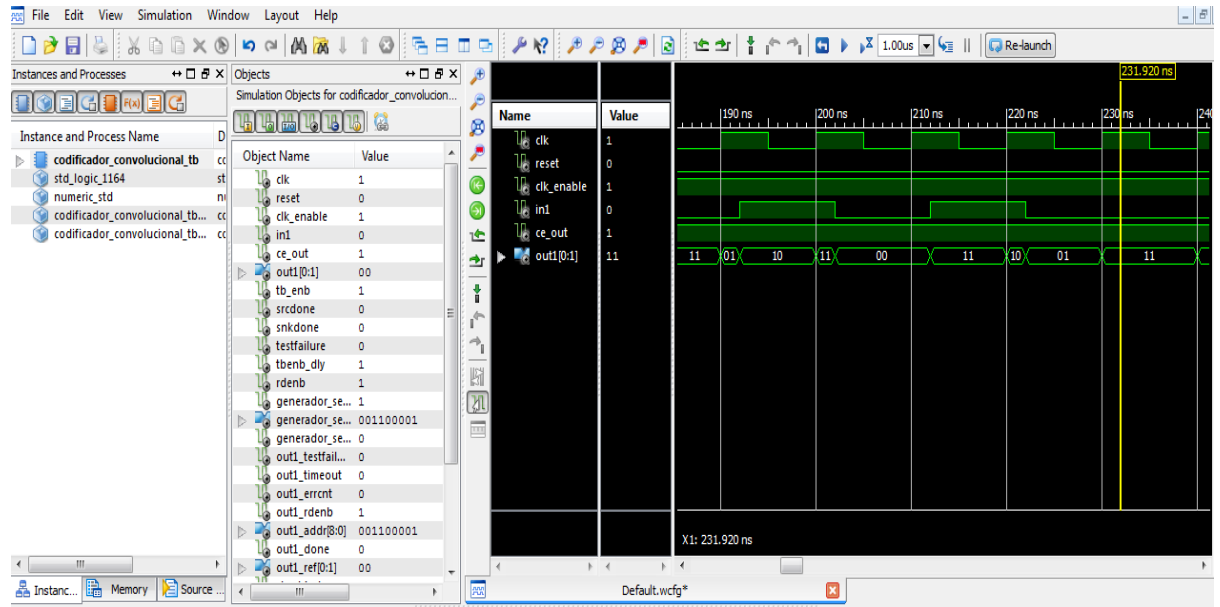 File Edit View Simulation Window Layout Help
1.00us Re-launch
Instances and Processes
F(x)
Instance and Process Name D
codificador_convolucional_tb cc
std_logic_1164 st
numeric_std nu
codificador_convolucional_tb... cc
codificador_convolucional_tb... cc
Instanc... Memory Source ...
Objects
Simulation Objects for codificador_convolucion...
Object Name Value
clk 1
reset 0
clk_enable 1
in1 0
ce_out 1
out1[0:1] 00
tb_enb 1
srcdone 0
snkdone 0
testfailure 0
tbenb_dly 1
rdenb 1
generador_se... 1
generador_se... 001100001
generador_se... 0
out1_testfail... 0
out1_timeout 0
out1_errcnt 0
out1_rdenb 1
out1_addr[8:0] 001100001
out1_done 0
out1_ref[0:1] 00
Name Value
clk 1
reset 0
clk_enable 1
in1 0
ce_out 1
out1[0:1] 11
231.920 ns
190 ns 200 ns 210 ns 220 ns 230 ns 240
11 01 10 11 00 11 10 01 11
X1: 231.920 ns
Default.wcfg*